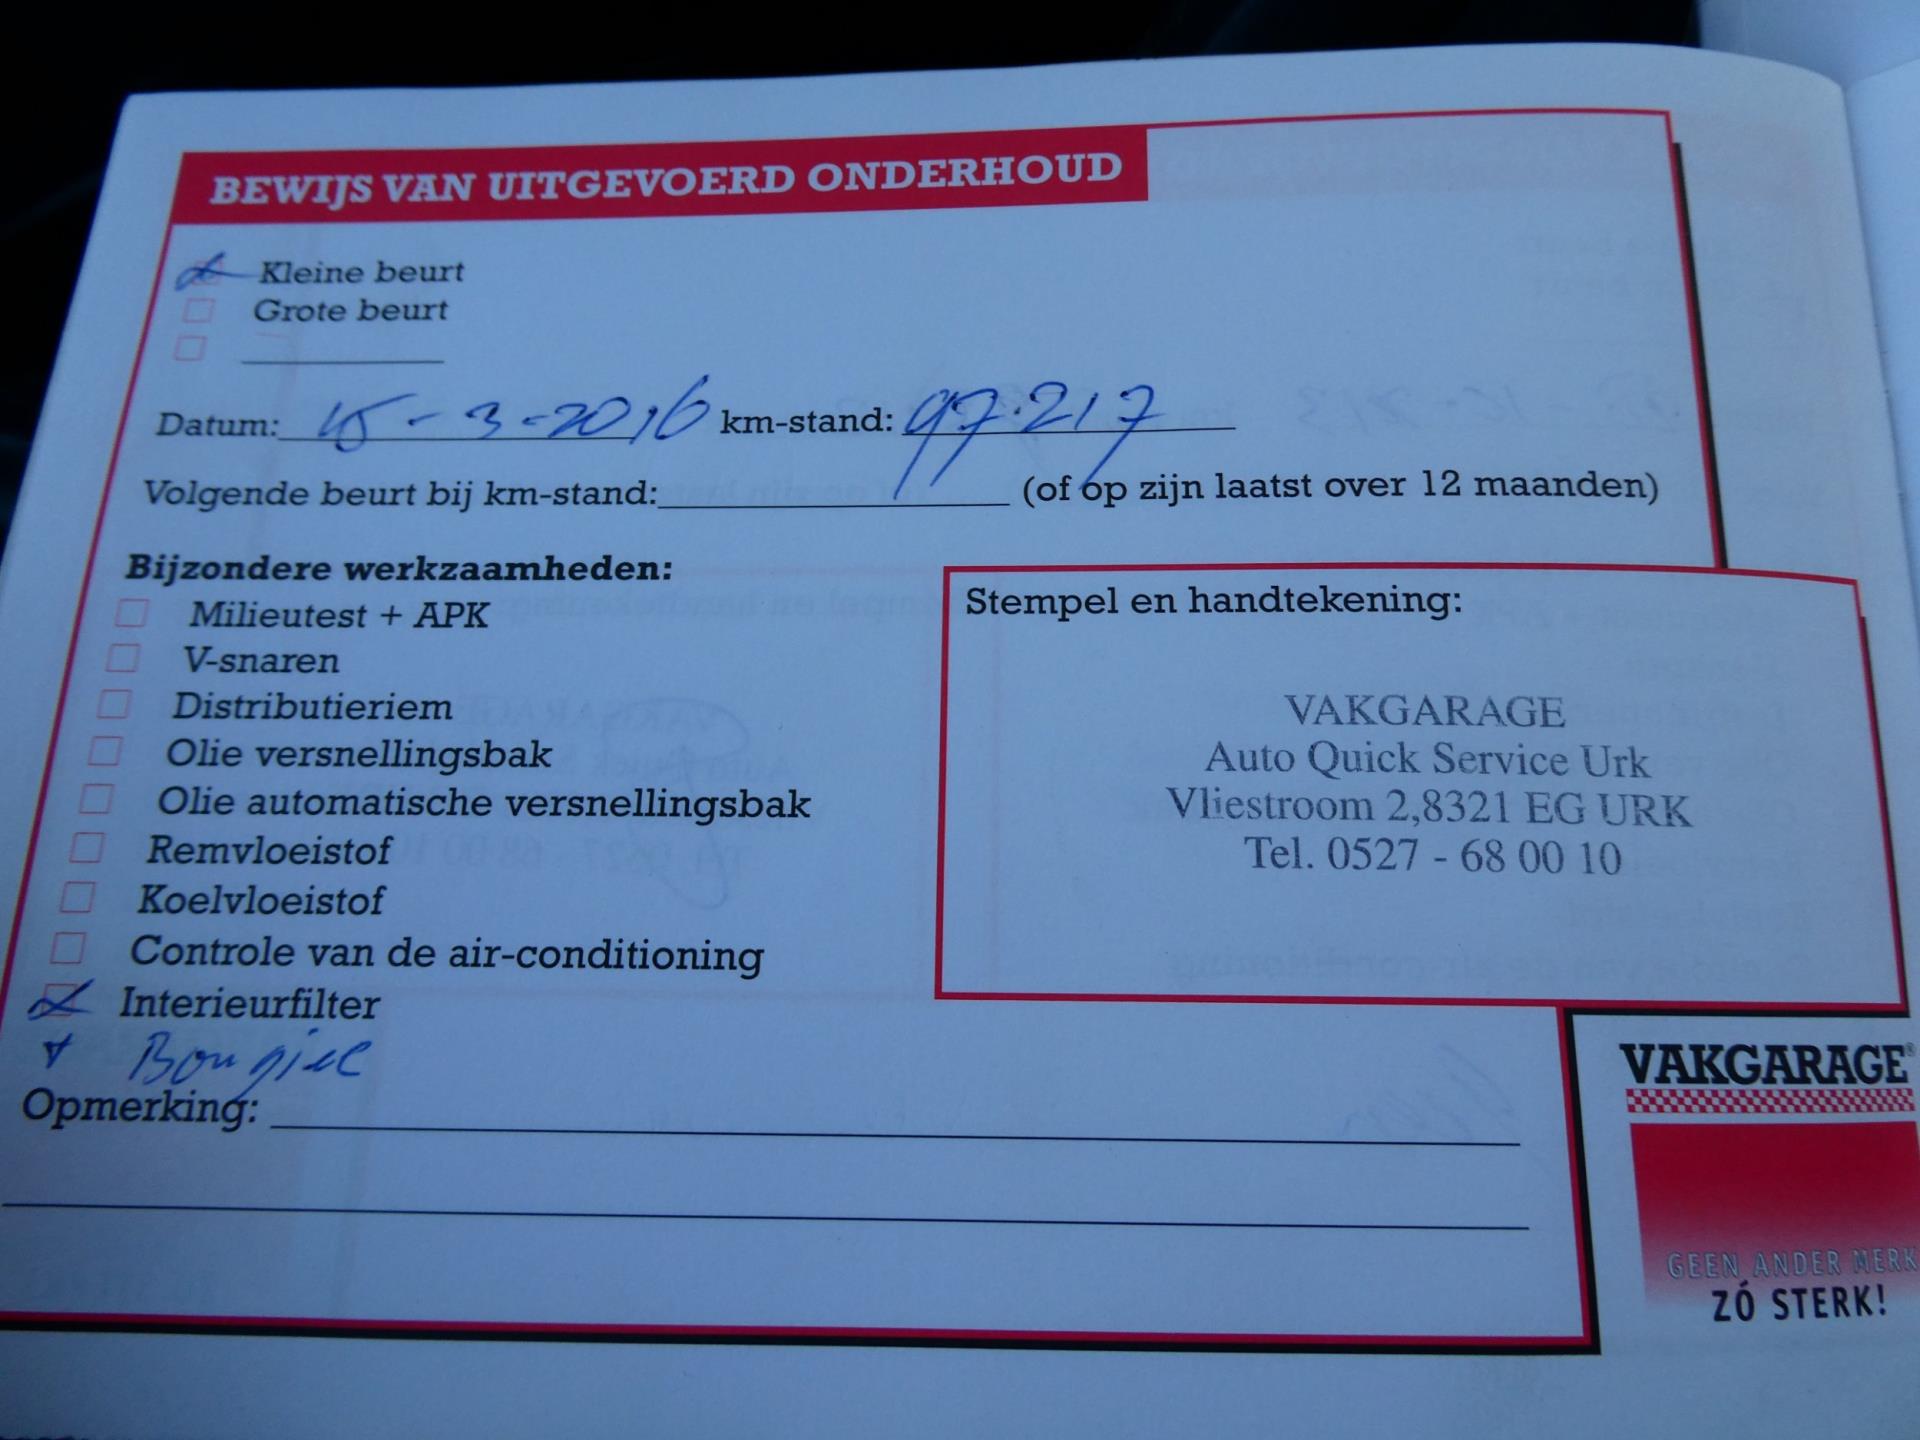 BEWIJS VAN UITGEVOERD ONDERHOUD
Kleine beurt
Grote beurt
Datum: 15-3-2016 km-stand: 97.217
Volgende beurt bij km-stand: (of op zijn laatst over 12 maanden)
Bijzondere werkzaamheden:
Milieutest + APK
V-snaren
Distributieriem
Olie versnellingsbak
Olie automatische versnellingsbak
Remvloeistof
Koelvloeistof
Controle van de air-conditioning
Interieurfilter
Bougies
Opmerking:
Stempel en handtekening:
VAKGARAGE
Auto Quick Service Urk
Vliestroom 2,8321 EG URK
Tel. 0527 - 68 00 10
VAKGARAGE®
GEEN ANDER MERK
ZÓ STERK!